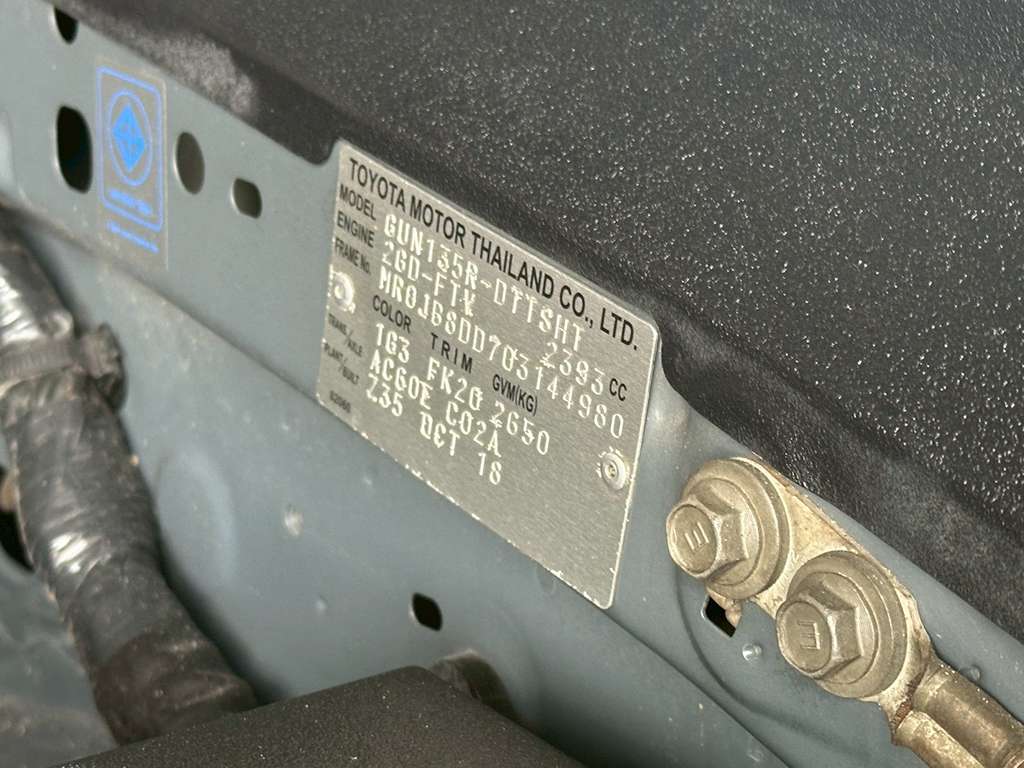 TOYOTA MOTOR THAILAND CO., LTD.
MODEL GUN135R-DTTSHT
ENGINE 2GD-FTV 2393 CC
FRAME No. MR0JB8DD703144980
COLOR TRIM GVM(KG)
1G3 FK20 2650
TRANS./AXLE AC60E C02A
PLANT/BUILT Z35 OCT 18
E
E